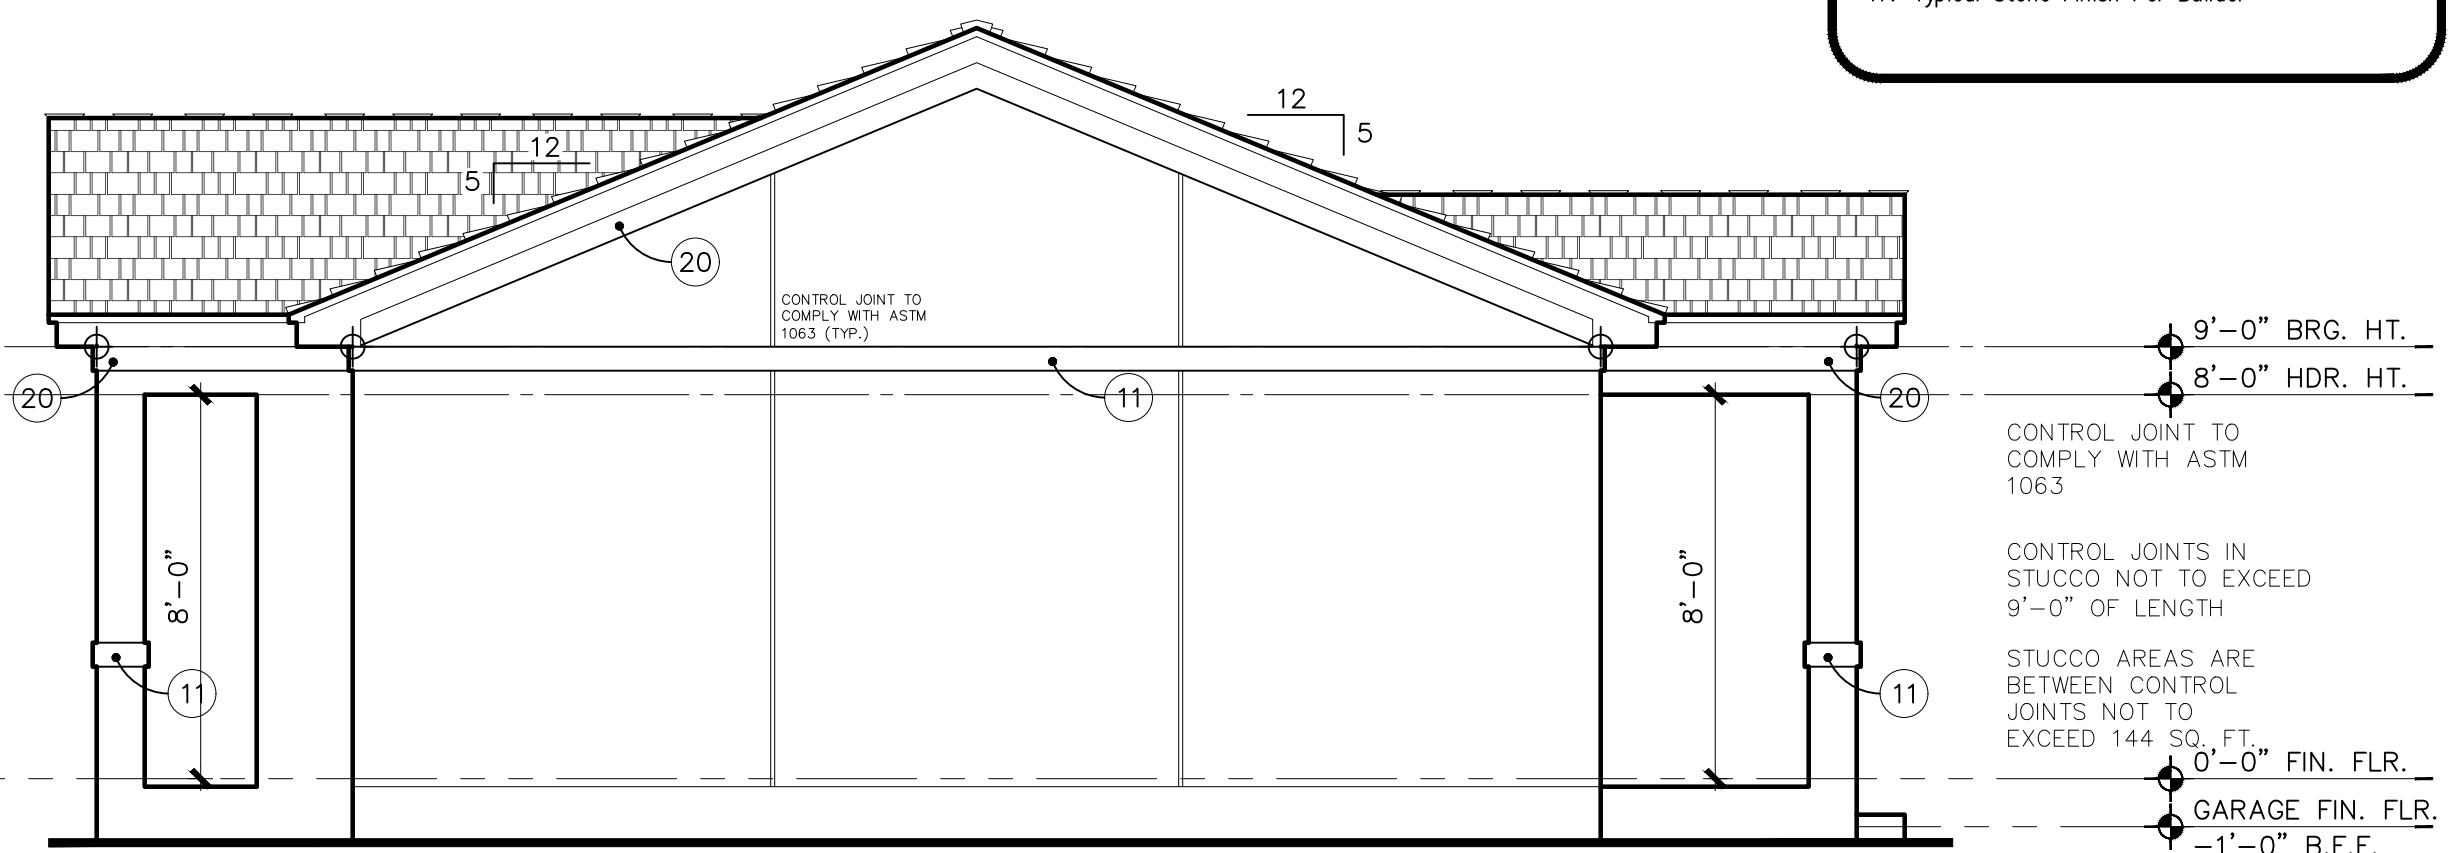 12
5
12
5
20
CONTROL JOINT TO
COMPLY WITH ASTM
1063 (TYP.)
9'-0" BRG. HT.
8'-0" HDR. HT.
20
11
20
CONTROL JOINT TO
COMPLY WITH ASTM
1063
8'-0"
8'-0"
CONTROL JOINTS IN
STUCCO NOT TO EXCEED
9'-0" OF LENGTH
11
11
STUCCO AREAS ARE
BETWEEN CONTROL
JOINTS NOT TO
EXCEED 144 SQ. FT.
0'-0" FIN. FLR.
GARAGE FIN. FLR.
-1'-0" B.F.F.